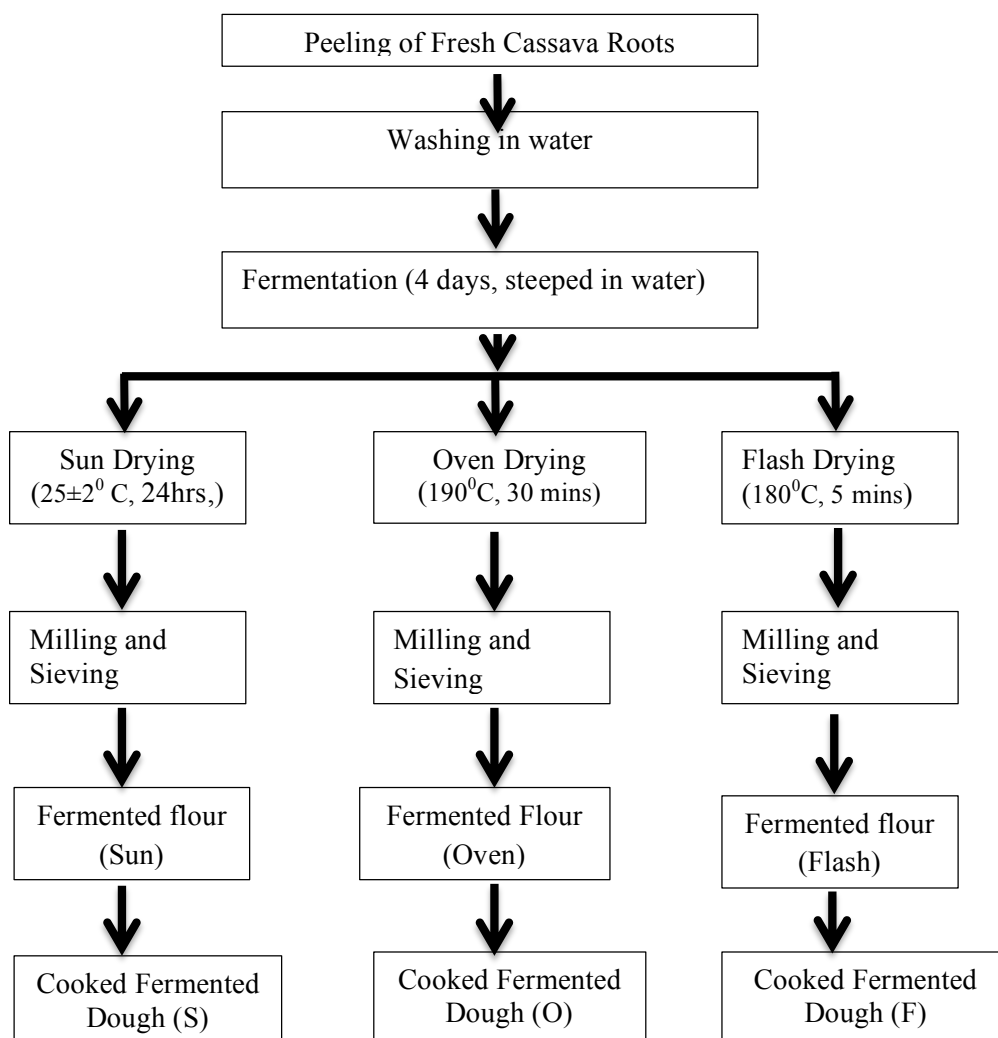 Peeling of Fresh Cassava Roots
Washing in water
Fermentation (4 days, steeped in water)
Sun Drying
(25±2⁰ C, 24hrs,)
Oven Drying
(190⁰C, 30 mins)
Flash Drying
(180⁰C, 5 mins)
Milling and
Sieving
Milling and
Sieving
Milling and
Sieving
Fermented flour
(Sun)
Fermented Flour
(Oven)
Fermented flour
(Flash)
Cooked Fermented
Dough (S)
Cooked Fermented
Dough (O)
Cooked Fermented
Dough (F)